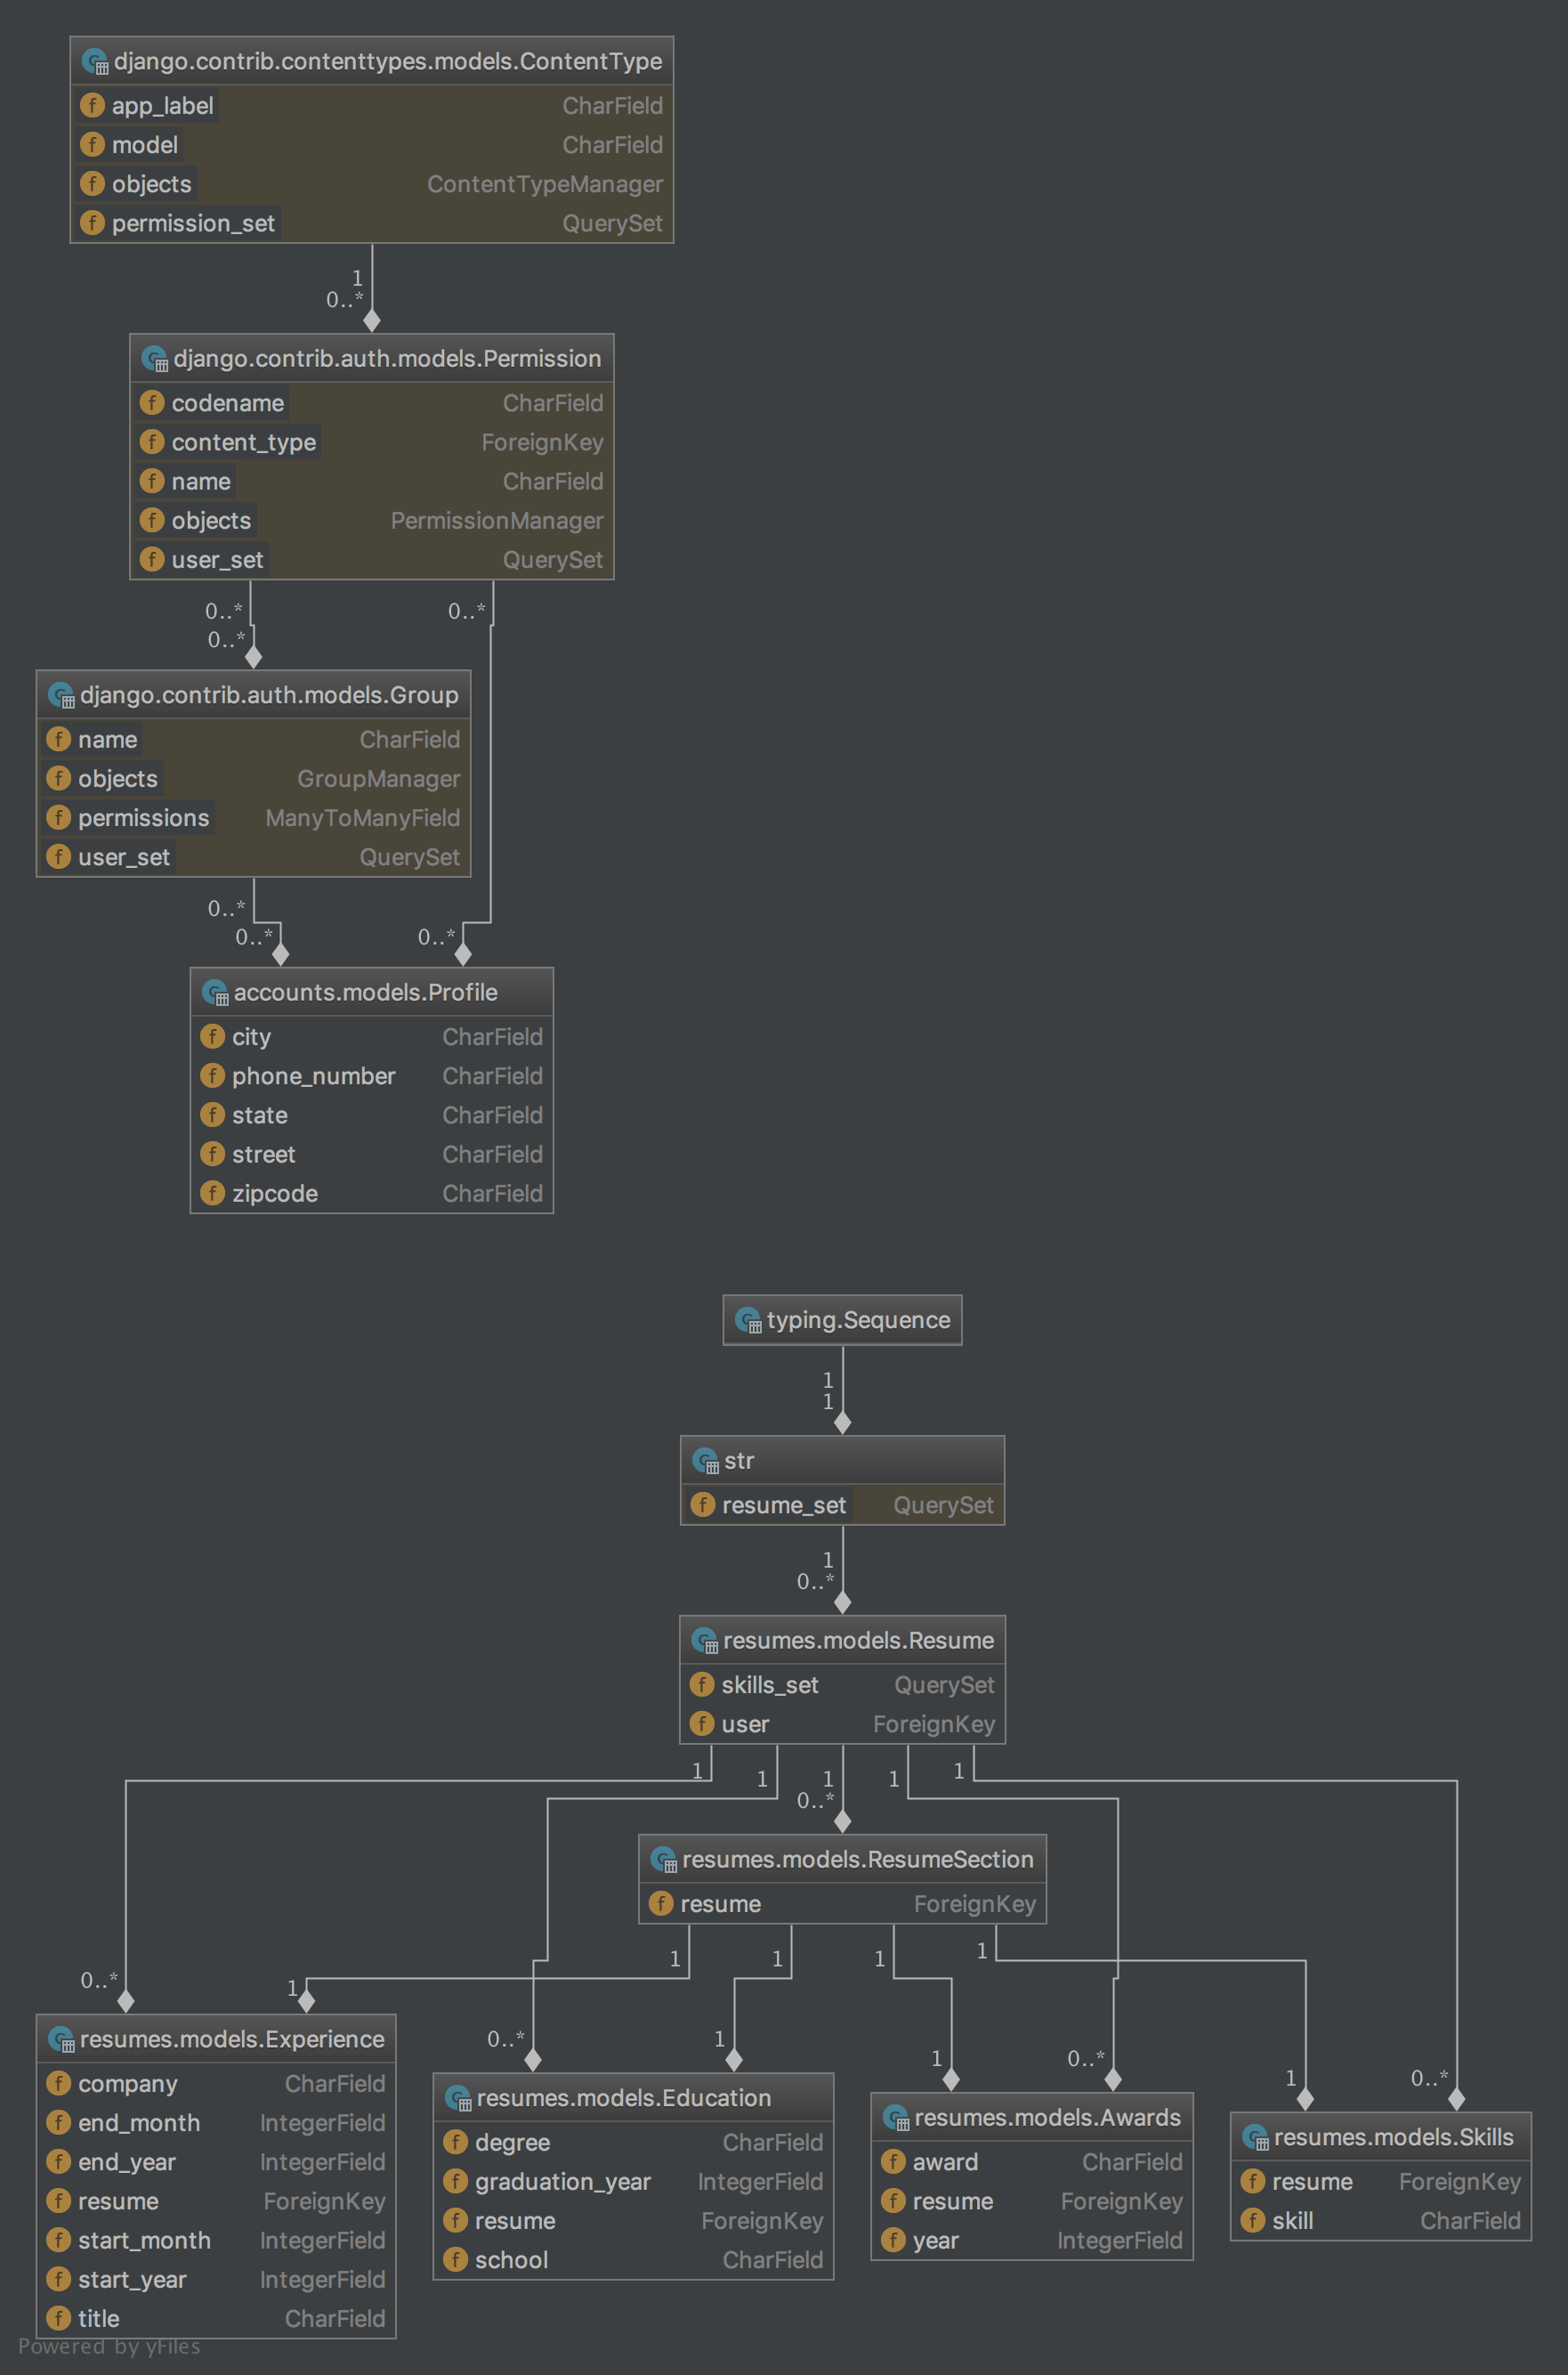 django.contrib.contenttypes.models.ContentType
app_label CharField
model CharField
objects ContentTypeManager
permission_set QuerySet
1
0..*
django.contrib.auth.models.Permission
codename CharField
content_type ForeignKey
name CharField
objects PermissionManager
user_set QuerySet
0..* 0..*
0..*
django.contrib.auth.models.Group
name CharField
objects GroupManager
permissions ManyToManyField
user_set QuerySet
0..*
0..* 0..*
accounts.models.Profile
city CharField
phone_number CharField
state CharField
street CharField
zipcode CharField
typing.Sequence
1
1
str
resume_set QuerySet
1
0..*
resumes.models.Resume
skills_set QuerySet
user ForeignKey
1 1 1 1 1
0..*
resumes.models.ResumeSection
resume ForeignKey
1 1 1 1
0..* 1
resumes.models.Experience
company CharField
end_month IntegerField
end_year IntegerField
resume ForeignKey
start_month IntegerField
start_year IntegerField
title CharField
0..* 1
resumes.models.Education
degree CharField
graduation_year IntegerField
resume ForeignKey
school CharField
1 0..*
resumes.models.Awards
award CharField
resume ForeignKey
year IntegerField
1 0..*
resumes.models.Skills
resume ForeignKey
skill CharField
Powered by yFiles